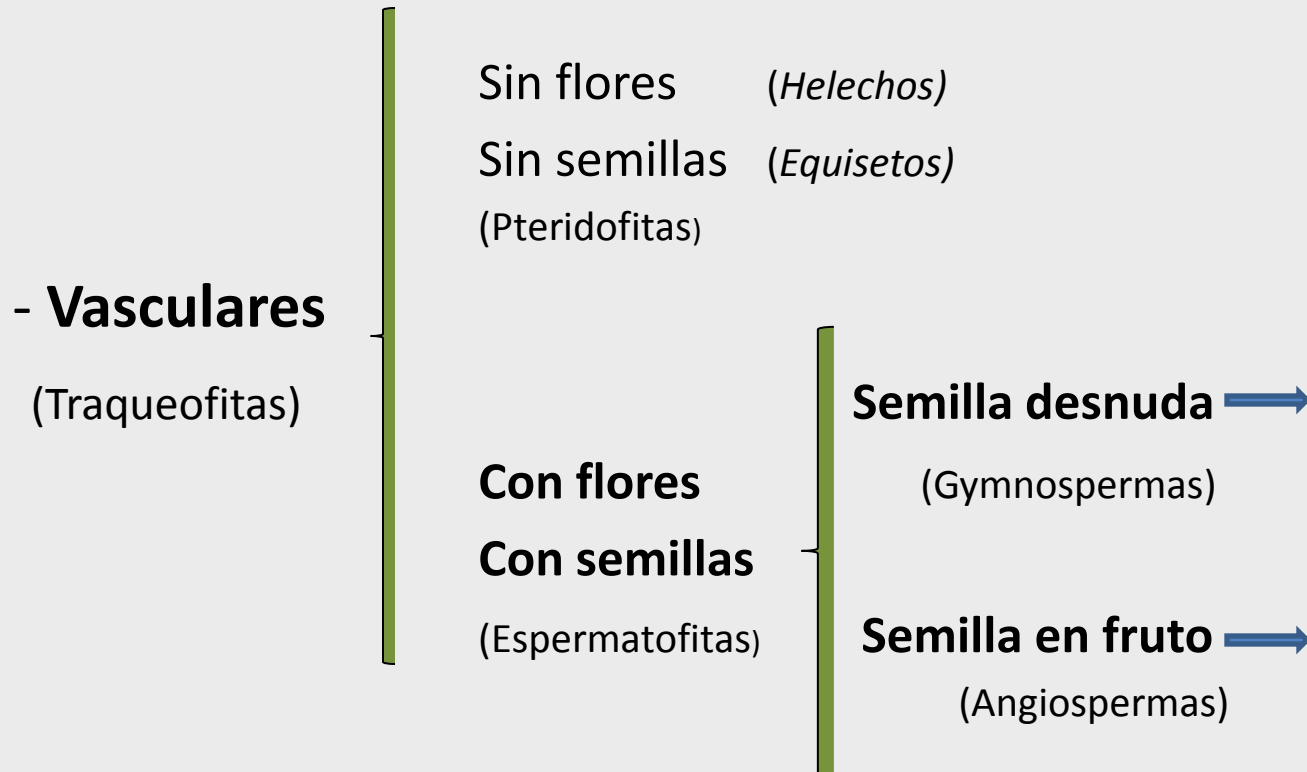 Sin flores (Helechos)
Sin semillas (Equisetos)
(Pteridofitas)
- Vasculares
(Traqueofitas)
Con flores
Con semillas
(Espermatofitas)
Semilla desnuda
(Gymnospermas)
Semilla en fruto
(Angiospermas)